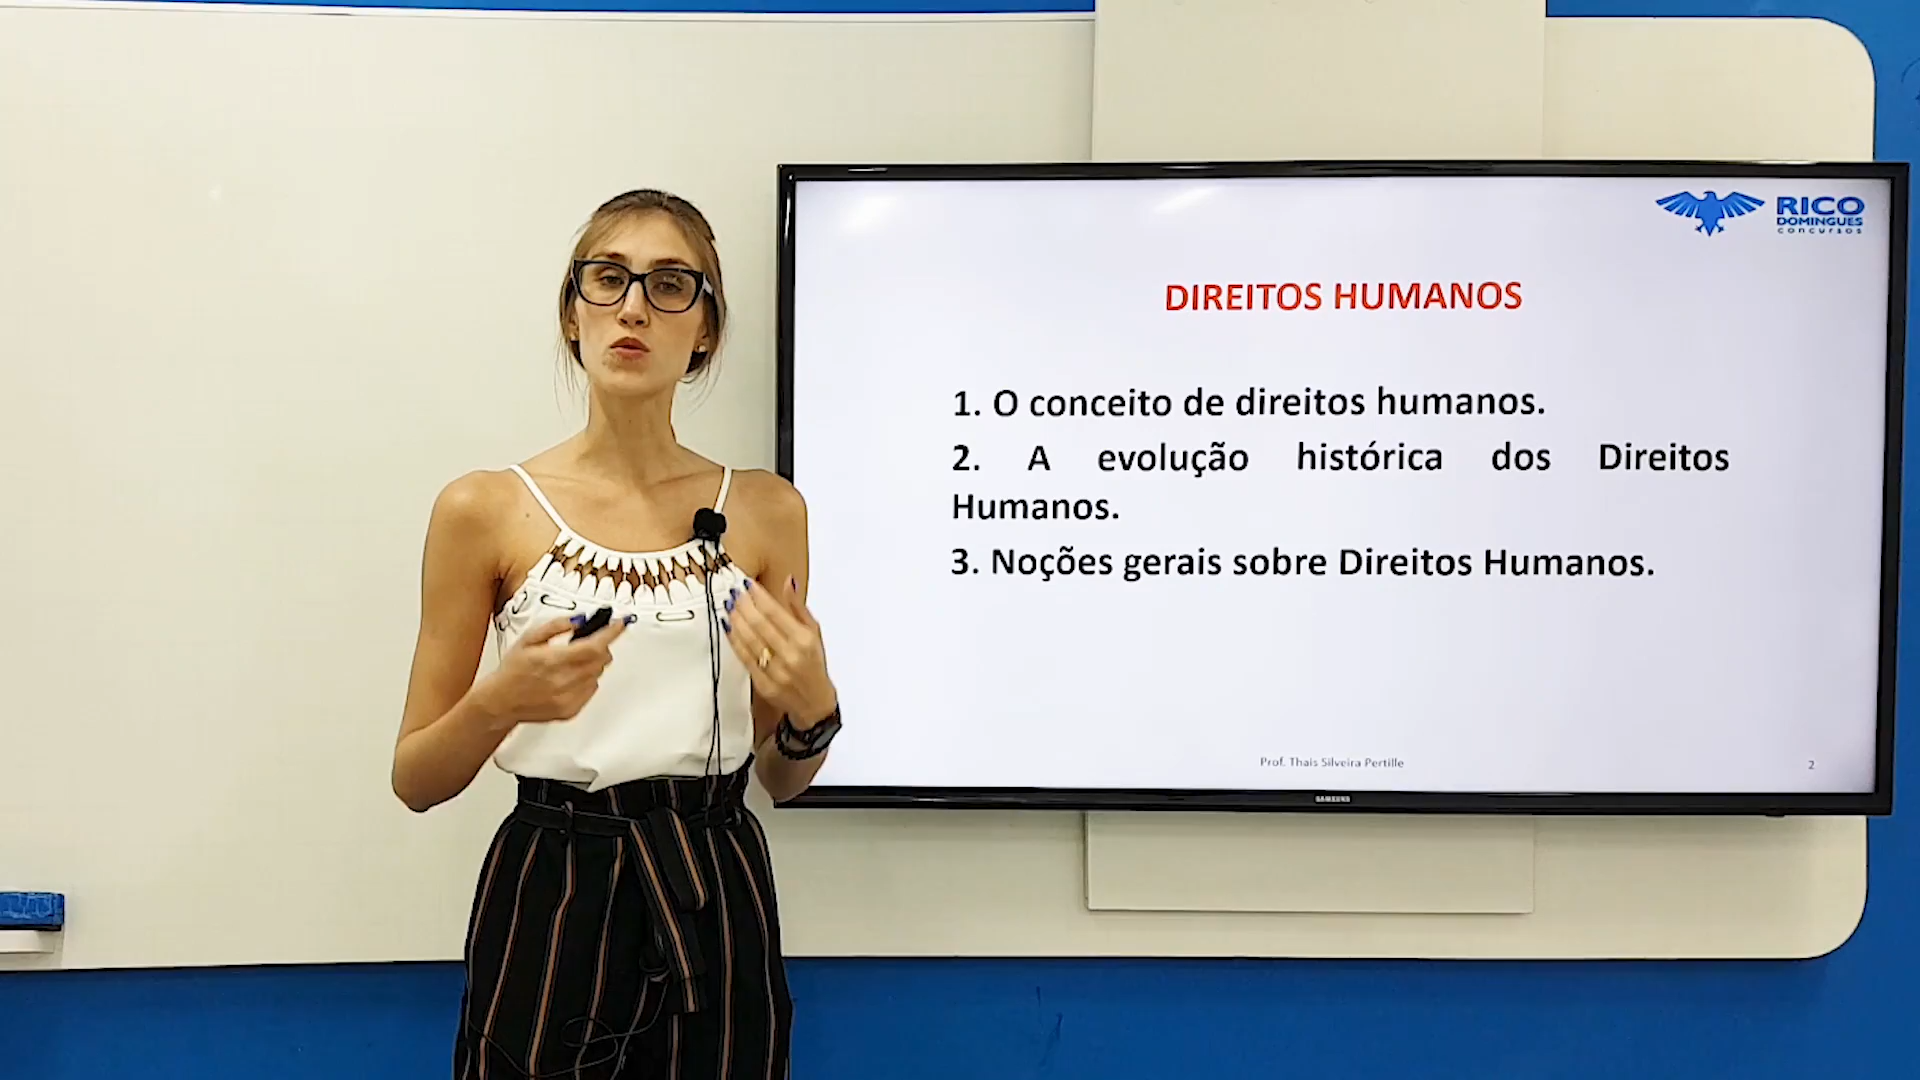 RICO
DOMINGUES
CONCURSOS
DIREITOS HUMANOS
1. O conceito de direitos humanos.
2. A evolução histórica dos Direitos
Humanos.
3. Noções gerais sobre Direitos Humanos.
Prof. Thais Silveira Pertille
2
SAMSUNG